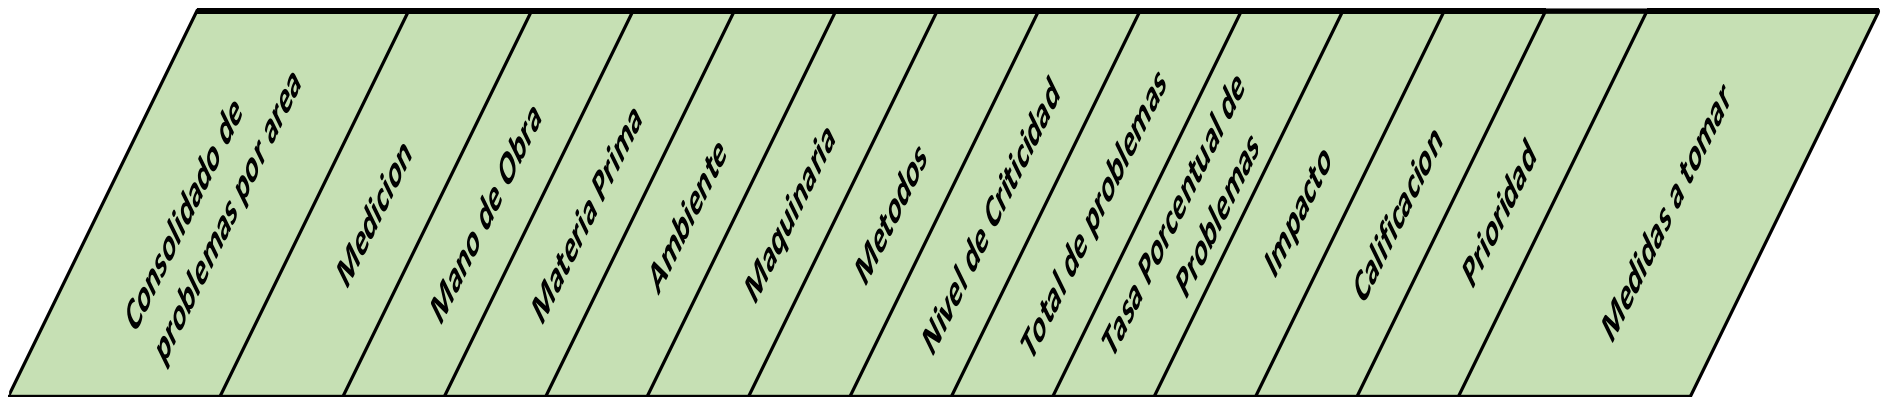 Consolidado de
problemas por area
Medicion
Mano de Obra
Materia Prima
Ambiente
Maquinaria
Metodos
Nivel de Criticidad
Total de problemas
Tasa Porcentual de
Problemas
Impacto
Calificacion
Prioridad
Medidas a tomar